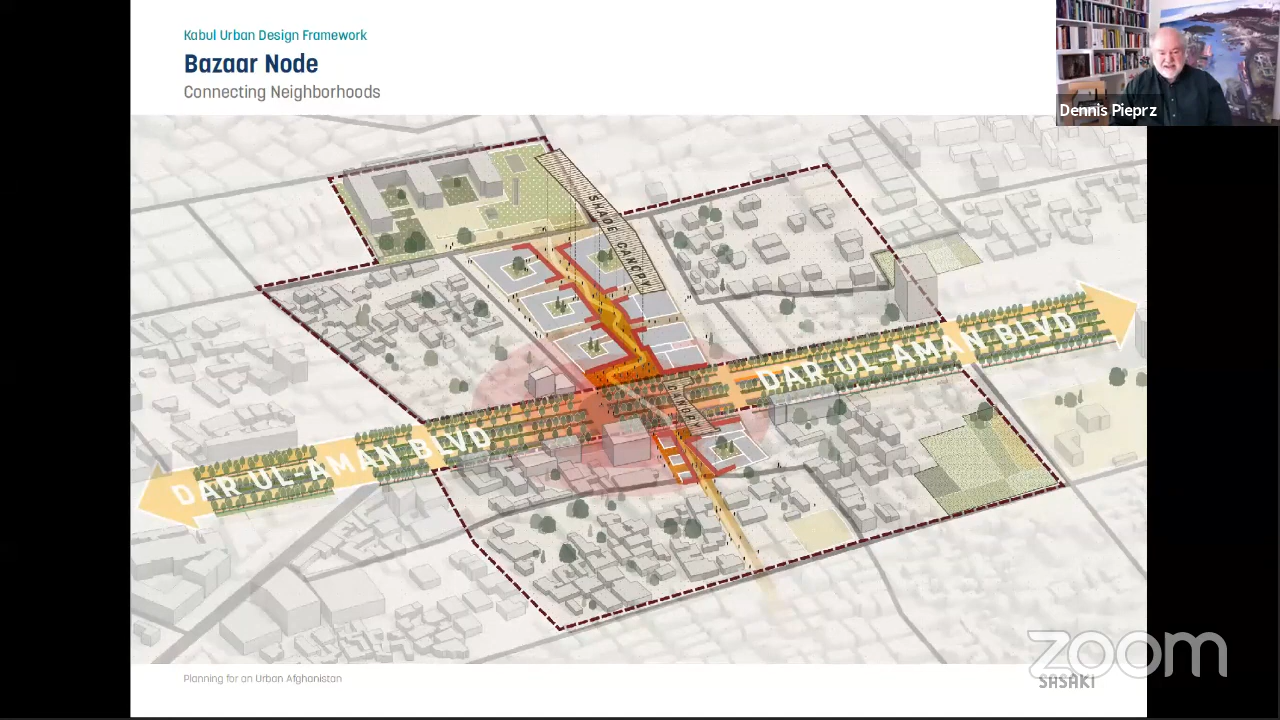 Kabul Urban Design Framework
Bazaar Node
Connecting Neighborhoods
Dennis Pieprz
SHADE CANOPY
DAR UL-AMAN BLVD
CANOPY
DAR UL-AMAN BLVD
zoom
SASAKI
Planning for an Urban Afghanistan